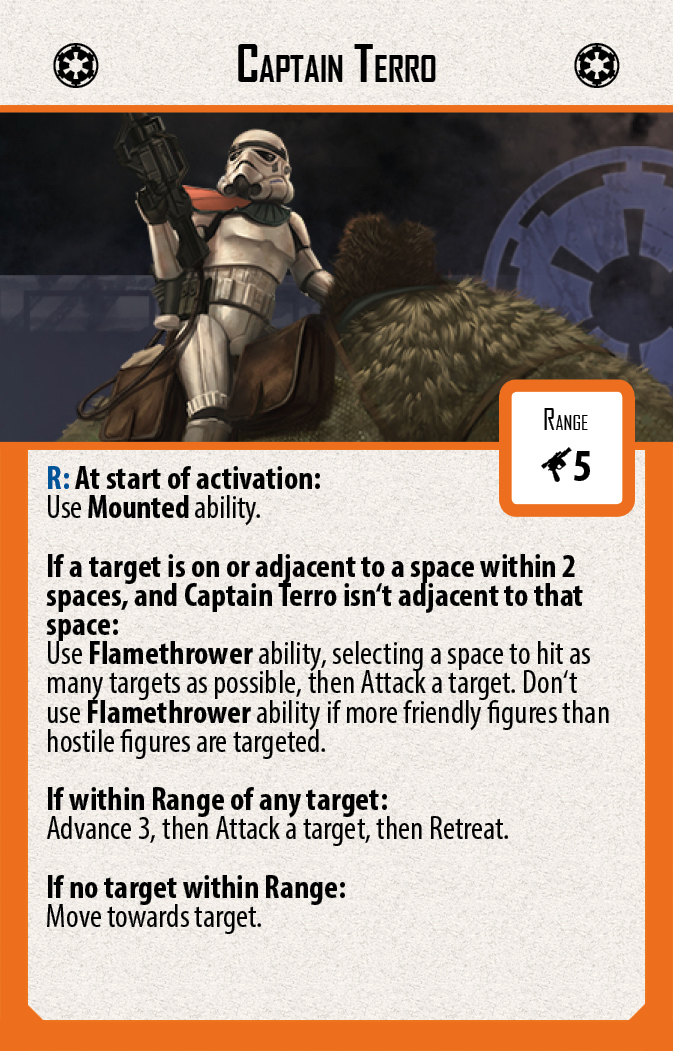 Captain Terro
Range
5
R: At start of activation:
Use Mounted ability.
If a target is on or adjacent to a space within 2
spaces, and Captain Terro isn‘t adjacent to that
space:
Use Flamethrower ability, selecting a space to hit as
many targets as possible, then Attack a target. Don‘t
use Flamethrower ability if more friendly figures than
hostile figures are targeted.
If within Range of any target:
Advance 3, then Attack a target, then Retreat.
If no target within Range:
Move towards target.